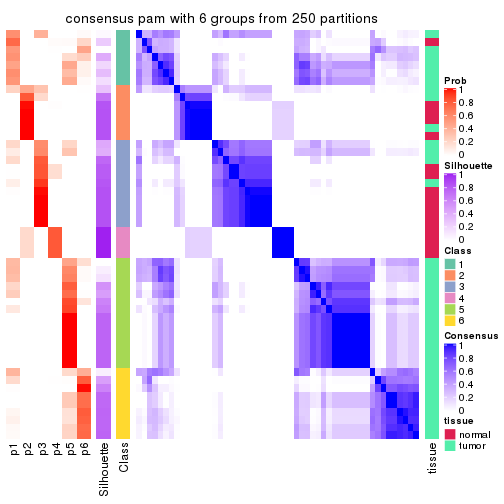 consensus pam with 6 groups from 250 partitions
Prob
1
0.8
0.6
0.4
0.2
0
Silhouette
1
0.8
0.6
0.4
0.2
0
Class
1
2
3
4
5
6
Consensus
1
0.8
0.6
0.4
0.2
0
tissue
normal
tumor
p1
p2
p3
p4
p5
p6
Silhouette
Class
tissue